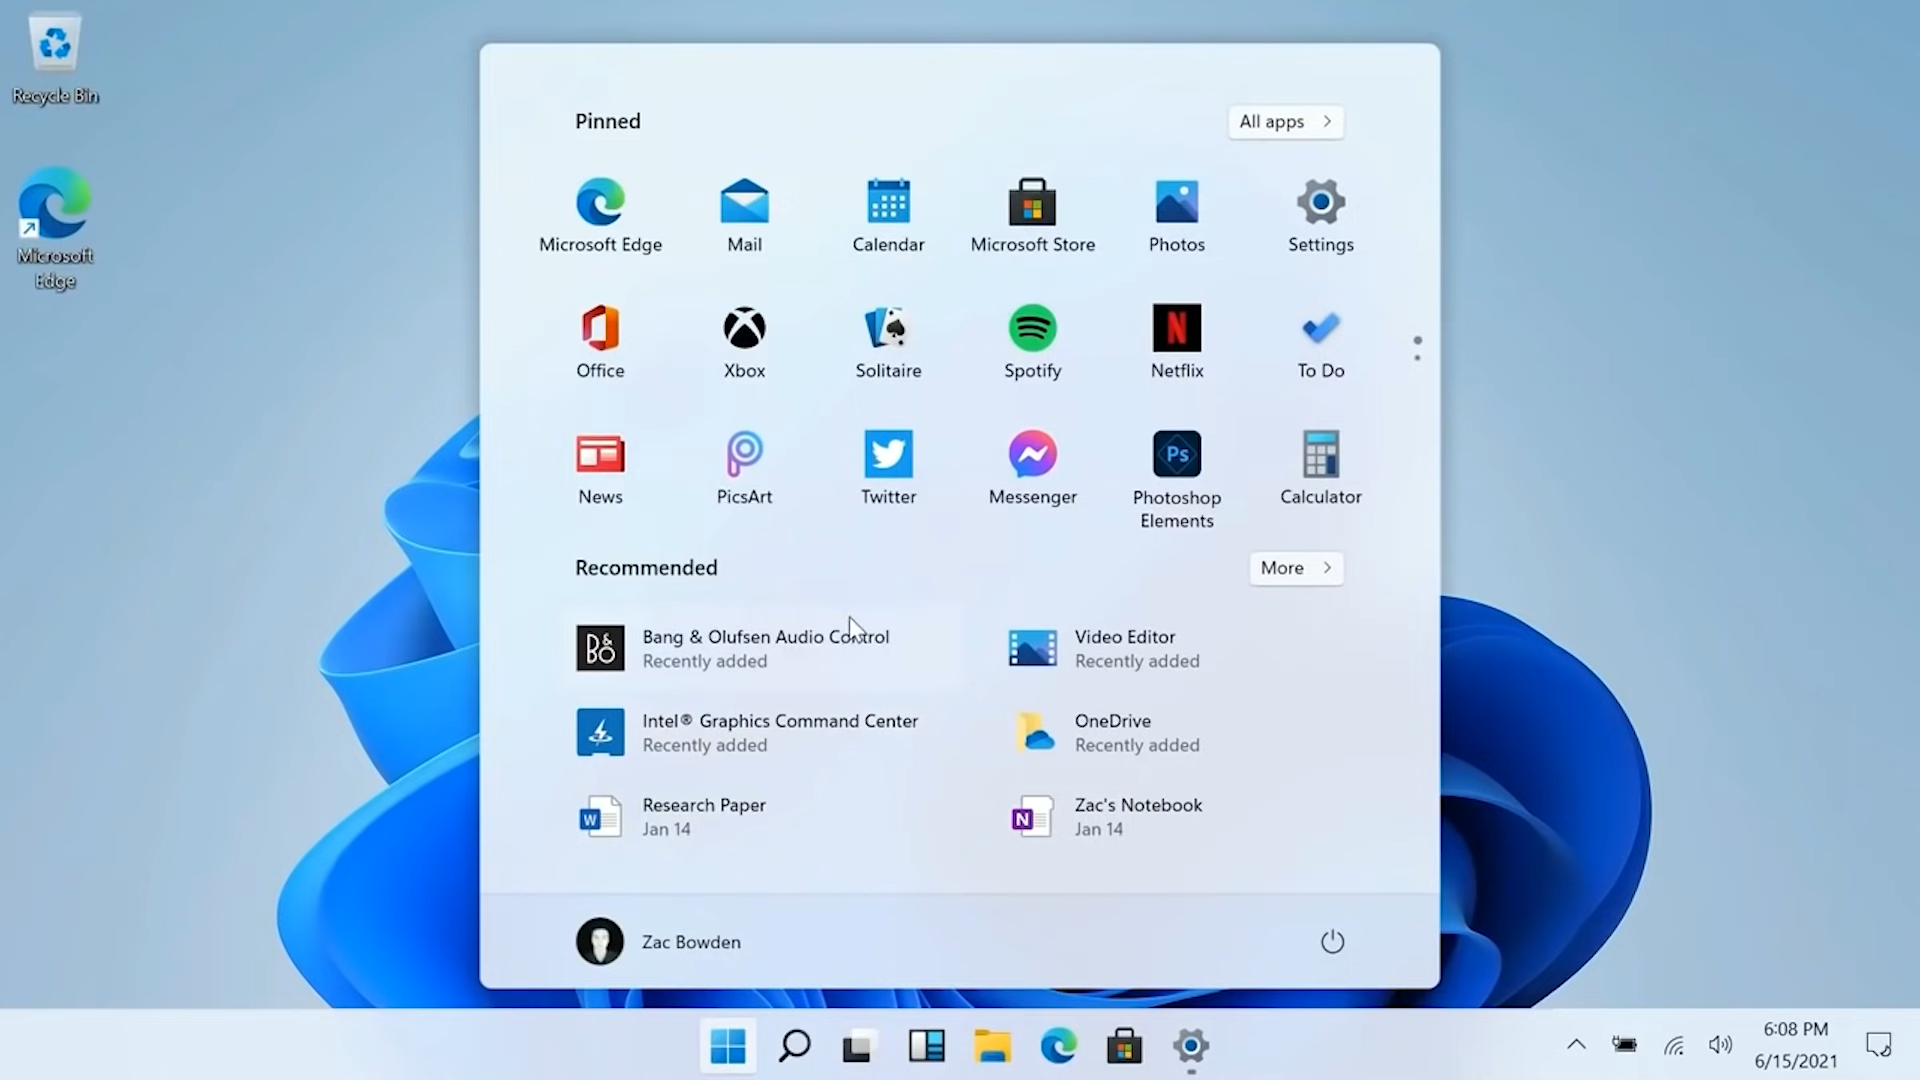 Recycle Bin
Microsoft
Edge
Pinned
All apps
Microsoft Edge
Mail
Calendar
Microsoft Store
Photos
Settings
Office
Xbox
Solitaire
Spotify
Netflix
To Do
News
PicsArt
Twitter
Messenger
Ps
Photoshop
Elements
Calculator
Recommended
More
B&O
Bang & Olufsen Audio Control
Recently added
Video Editor
Recently added
Intel® Graphics Command Center
Recently added
OneDrive
Recently added
W
Research Paper
Jan 14
N
Zac's Notebook
Jan 14
Zac Bowden
6:08 PM
6/15/2021